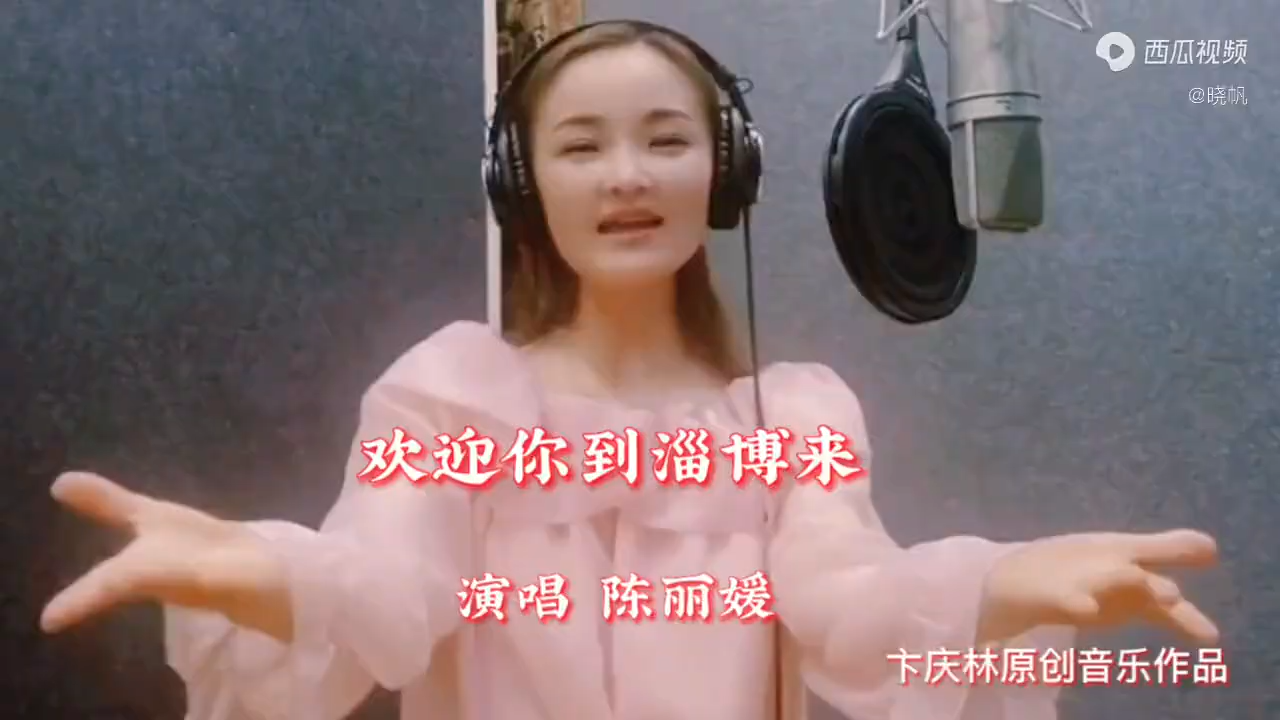 西瓜视频
@晓帆
欢迎你到淄博来
演唱 陈丽媛
卞庆林原创音乐作品